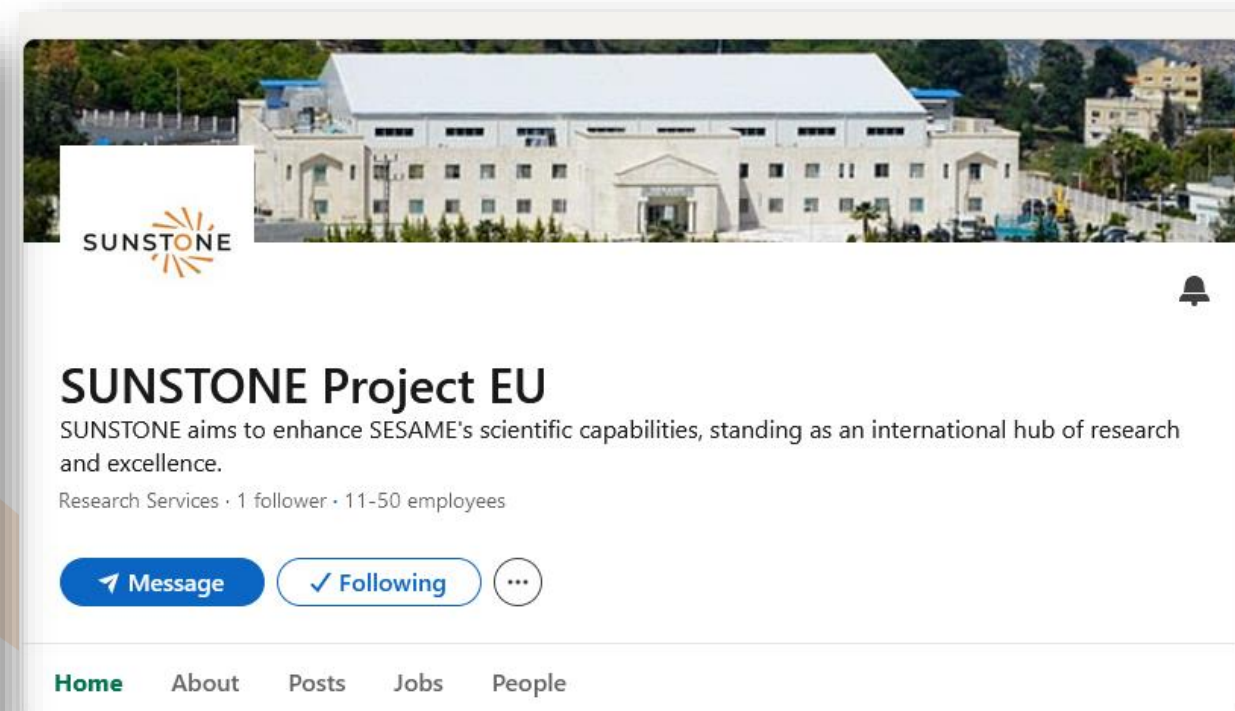 SUNSTONE
SUNSTONE Project EU
SUNSTONE aims to enhance SESAME's scientific capabilities, standing as an international hub of research
and excellence.
Research Services · 1 follower · 11-50 employees
Message
Following
Home About Posts Jobs People